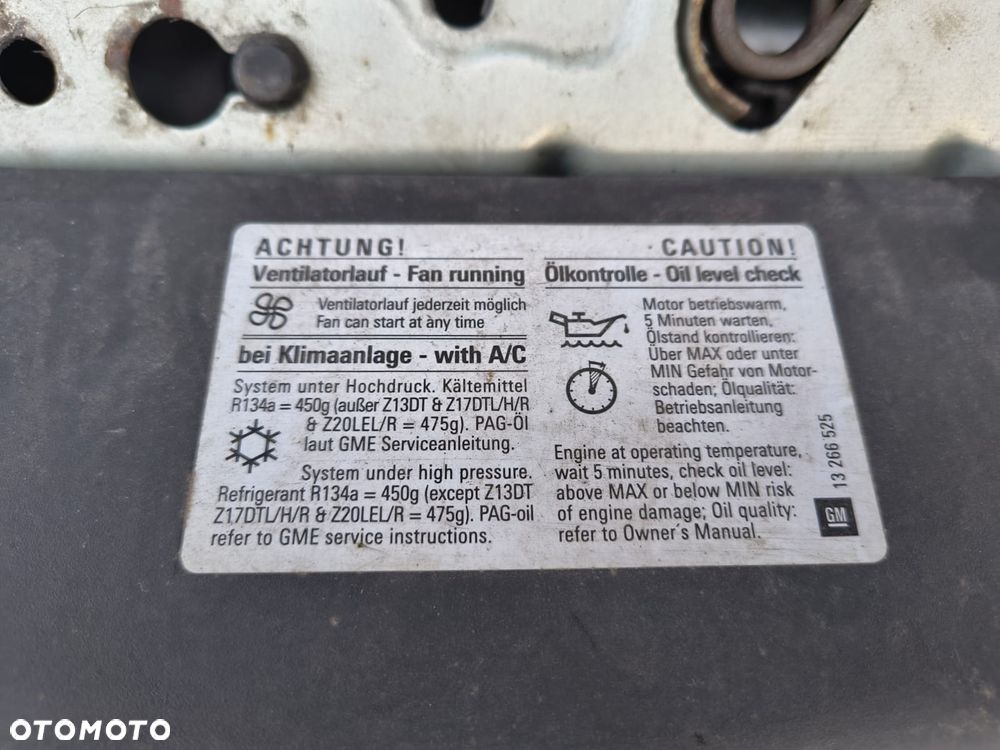 ACHTUNG!
CAUTION!
Ventilatorlauf - Fan running
Ventilatorlauf jederzeit möglich
Fan can start at any time
bei Klimaanlage - with A/C
System unter Hochdruck. Kältemittel
R134a = 450g (außer Z13DT & Z17DTL/H/R
& Z20LEL/R = 475g). PAG-Öl
laut GME Serviceanleitung.
System under high pressure.
Refrigerant R134a = 450g (except Z13DT
Z17DTL/H/R & Z20LEL/R = 475g). PAG-oil
refer to GME service instructions.
Ölkontrolle - Oil level check
Motor betriebswarm,
5 Minuten warten,
Ölstand kontrollieren:
Über MAX oder unter
MIN Gefahr von Motor-
schaden; Ölqualität:
Betriebsanleitung
beachten.
Engine at operating temperature,
wait 5 minutes, check oil level:
above MAX or below MIN risk
of engine damage; Oil quality:
refer to Owner´s Manual.
13 266 525
GM
OTOMOTO